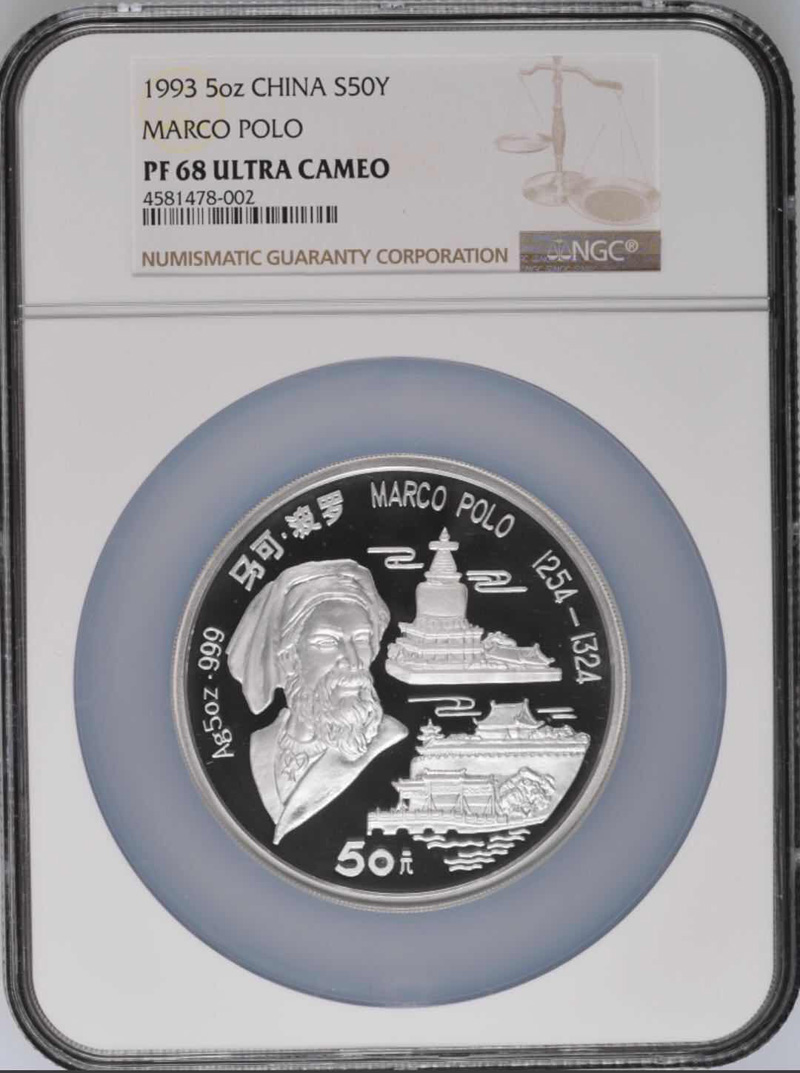 1993 5oz CHINA S50Y
MARCO POLO
PF 68 ULTRA CAMEO
4581478-002
NUMISMATIC GUARANTY CORPORATION
NGC®
马可·波罗
MARCO POLO
1254-1324
Ag5oz·999
50元